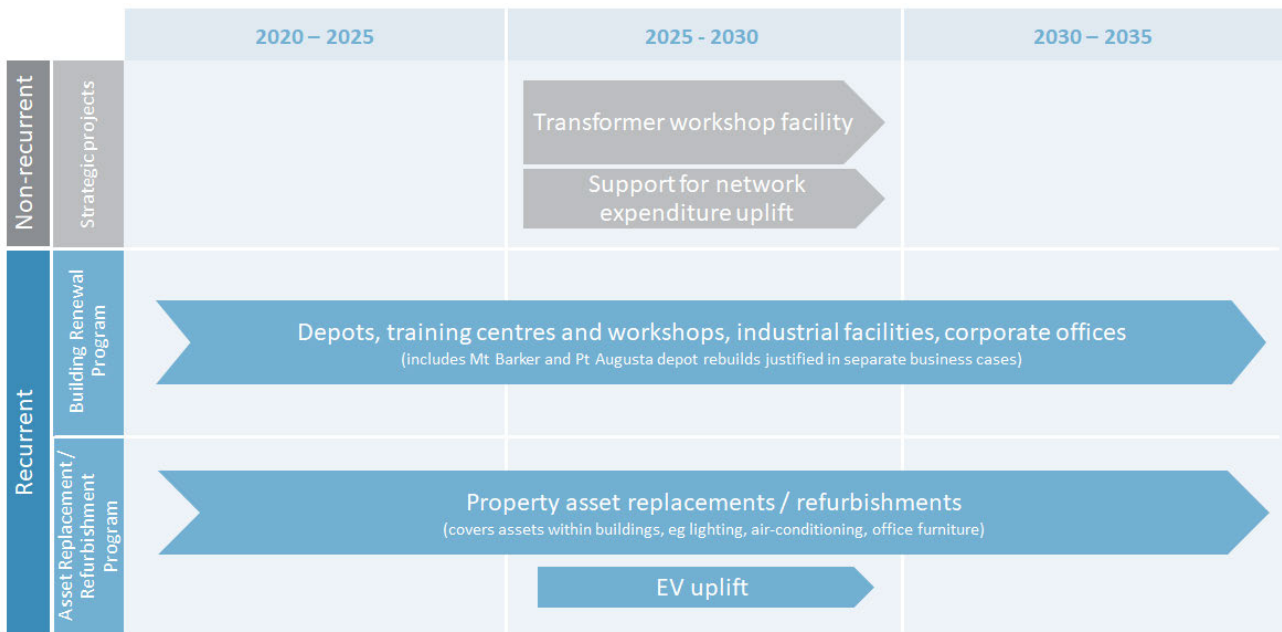 2020 – 2025
2025 - 2030
2030 – 2035
Non-recurrent
Strategic projects
Transformer workshop facility
Support for network
expenditure uplift
Recurrent
Building Renewal
Program
Depots, training centres and workshops, industrial facilities, corporate offices
(includes Mt Barker and Pt Augusta depot rebuilds justified in separate business cases)
Asset Replacement /
Refurbishment
Program
Property asset replacements / refurbishments
(covers assets within buildings, eg lighting, air-conditioning, office furniture)
EV uplift